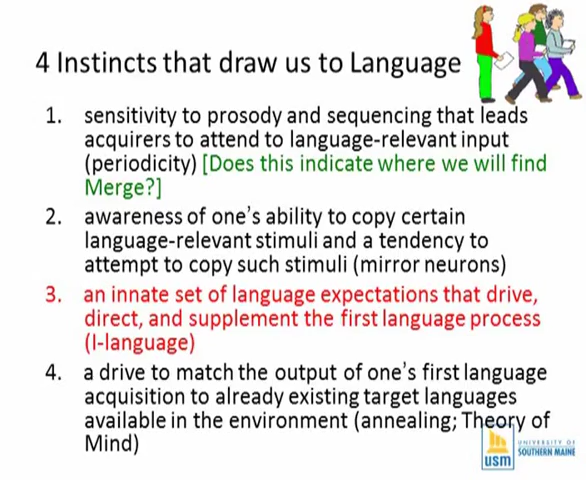 4 Instincts that draw us to Language
1. sensitivity to prosody and sequencing that leads
acquirers to attend to language-relevant input
(periodicity) [Does this indicate where we will find
Merge?]
2. awareness of one's ability to copy certain
language-relevant stimuli and a tendency to
attempt to copy such stimuli (mirror neurons)
3. an innate set of language expectations that drive,
direct, and supplement the first language process
(I-language)
4. a drive to match the output of one's first language
acquisition to already existing target languages
available in the environment (annealing; Theory of
Mind)
UNIVERSITY OF
SOUTHERN MAINE
usm